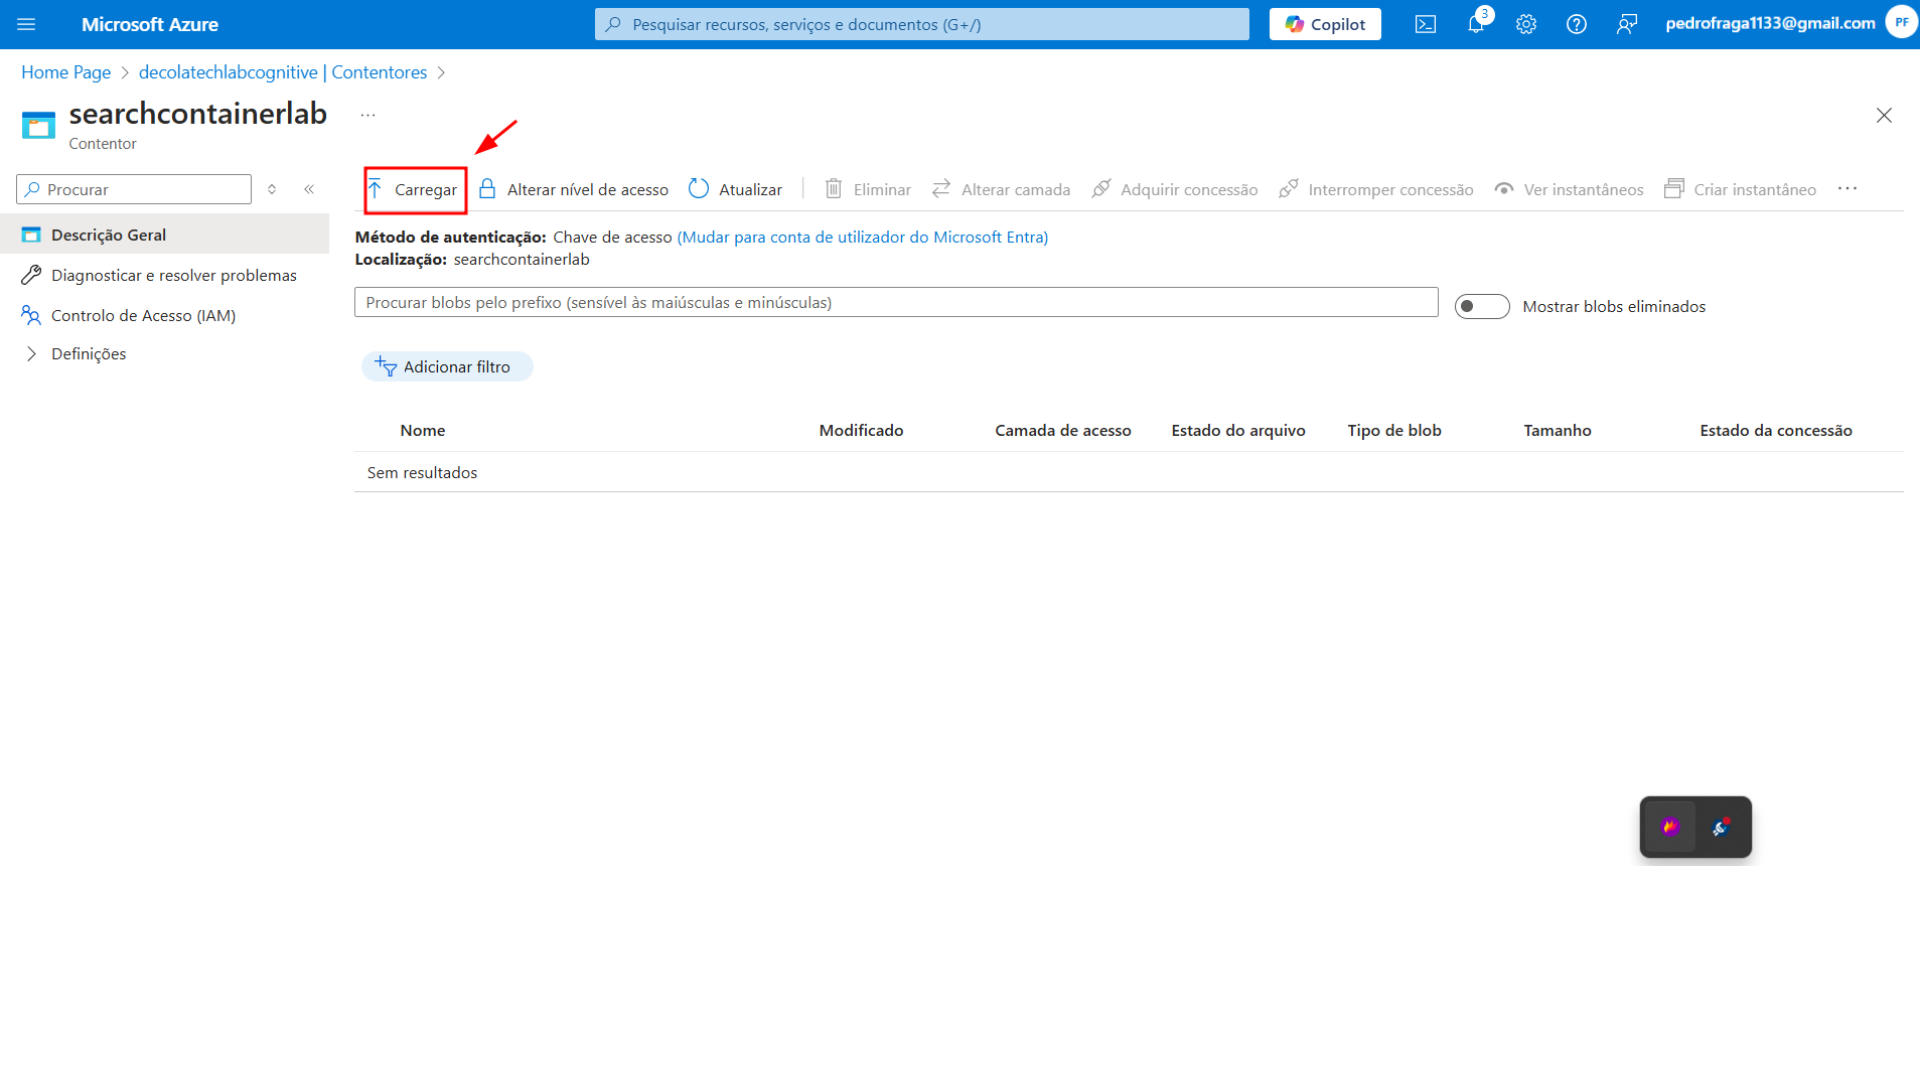 Microsoft Azure
Pesquisar recursos, serviços e documentos (G+/)
Copilot
3
pedrofraga1133@gmail.com
PF
Home Page > decolatechlabcognitive | Contentores >
searchcontainerlab ...
Contentor
Procurar
Carregar
Alterar nível de acesso
Atualizar
Eliminar
Alterar camada
Adquirir concessão
Interromper concessão
Ver instantâneos
Criar instantâneo
...
Descrição Geral
Diagnosticar e resolver problemas
Controlo de Acesso (IAM)
Definições
Método de autenticação: Chave de acesso (Mudar para conta de utilizador do Microsoft Entra)
Localização: searchcontainerlab
Procurar blobs pelo prefixo (sensível às maiúsculas e minúsculas)
Mostrar blobs eliminados
Adicionar filtro
Nome Modificado Camada de acesso Estado do arquivo Tipo de blob Tamanho Estado da concessão
Sem resultados